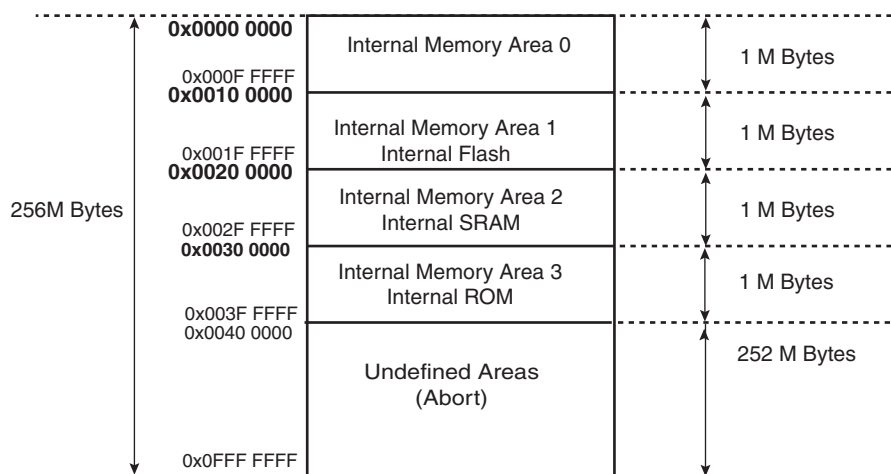 0x0000 0000
Internal Memory Area 0
1 M Bytes
0x000F FFFF
0x0010 0000
Internal Memory Area 1
Internal Flash
1 M Bytes
0x001F FFFF
0x0020 0000
256M Bytes
Internal Memory Area 2
Internal SRAM
1 M Bytes
0x002F FFFF
0x0030 0000
Internal Memory Area 3
Internal ROM
1 M Bytes
0x003F FFFF
0x0040 0000
252 M Bytes
Undefined Areas
(Abort)
0x0FFF FFFF